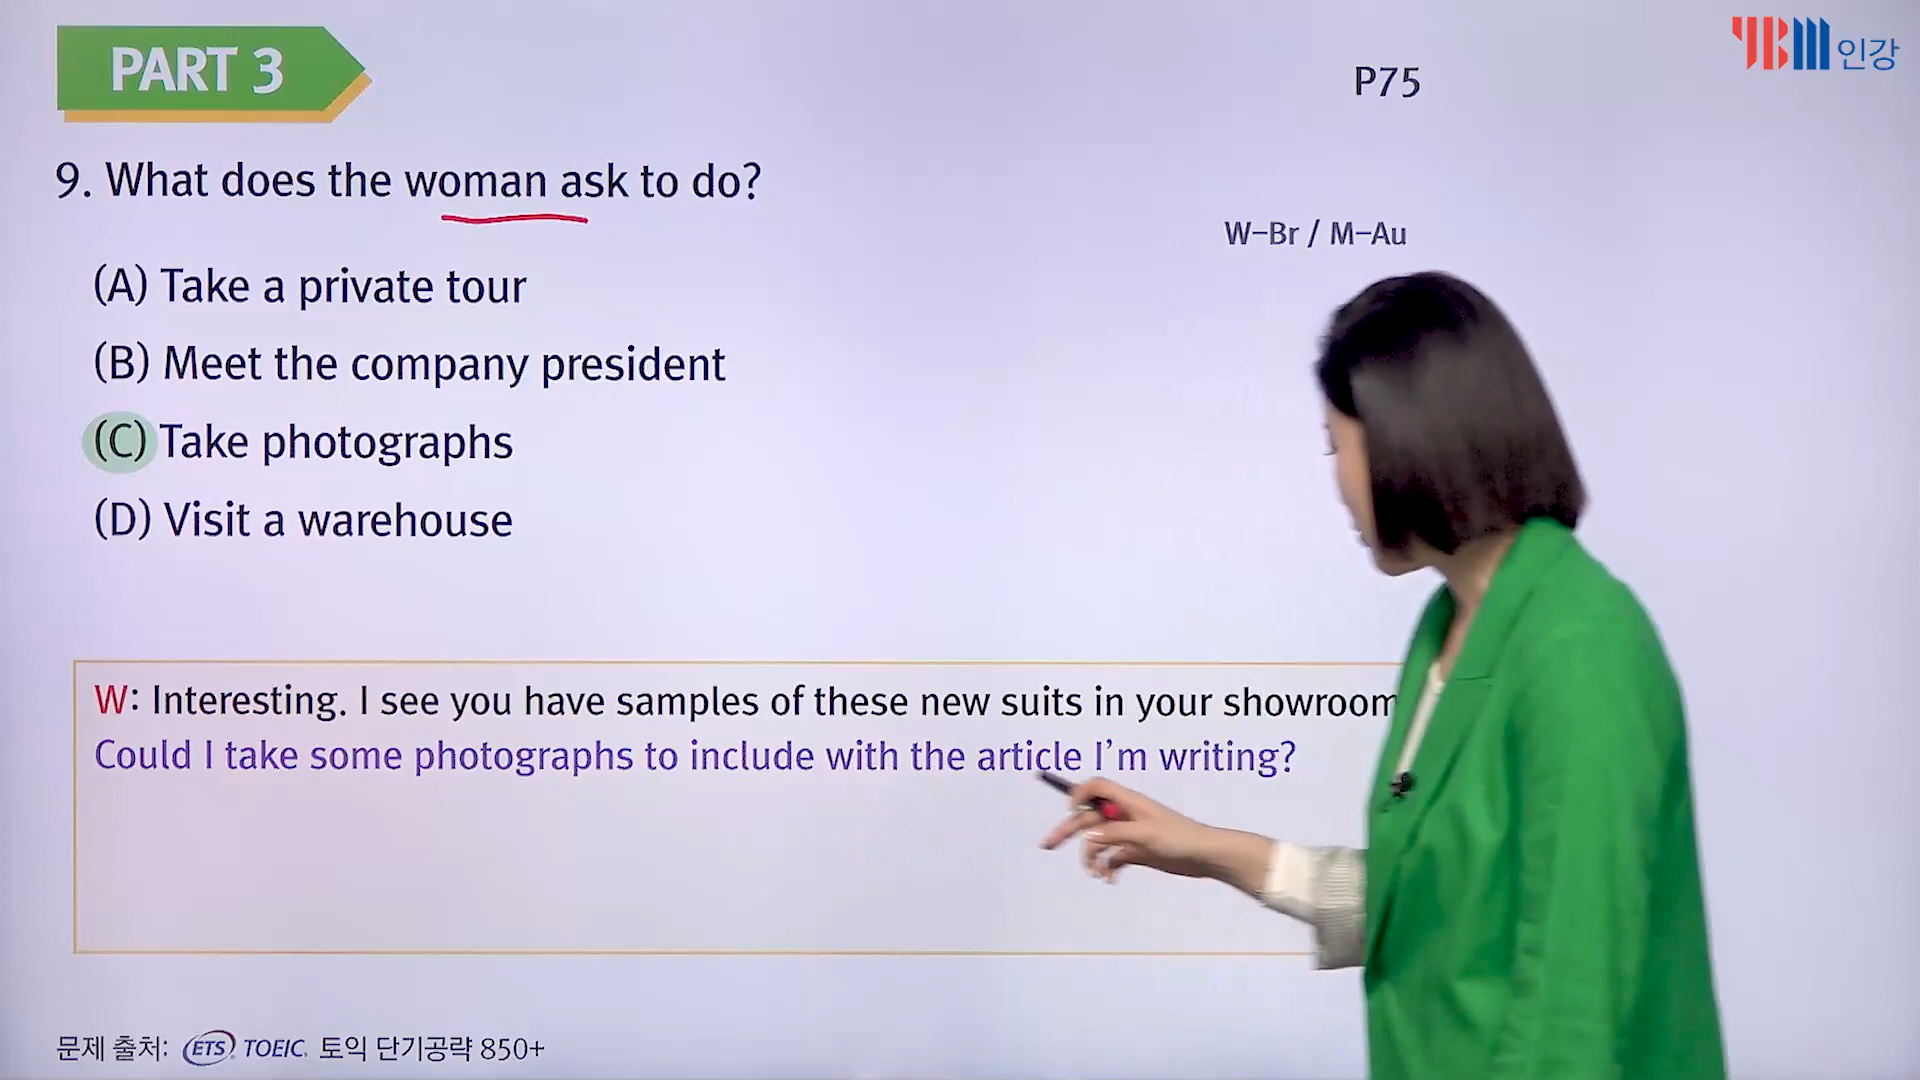 PART 3
P75
YBM 인강
9. What does the woman ask to do?
W-Br / M-Au
(A) Take a private tour
(B) Meet the company president
(C) Take photographs
(D) Visit a warehouse
W: Interesting. I see you have samples of these new suits in your showroom
Could I take some photographs to include with the article I'm writing?
문제 출처: ETS TOEIC 토익 단기공략 850+